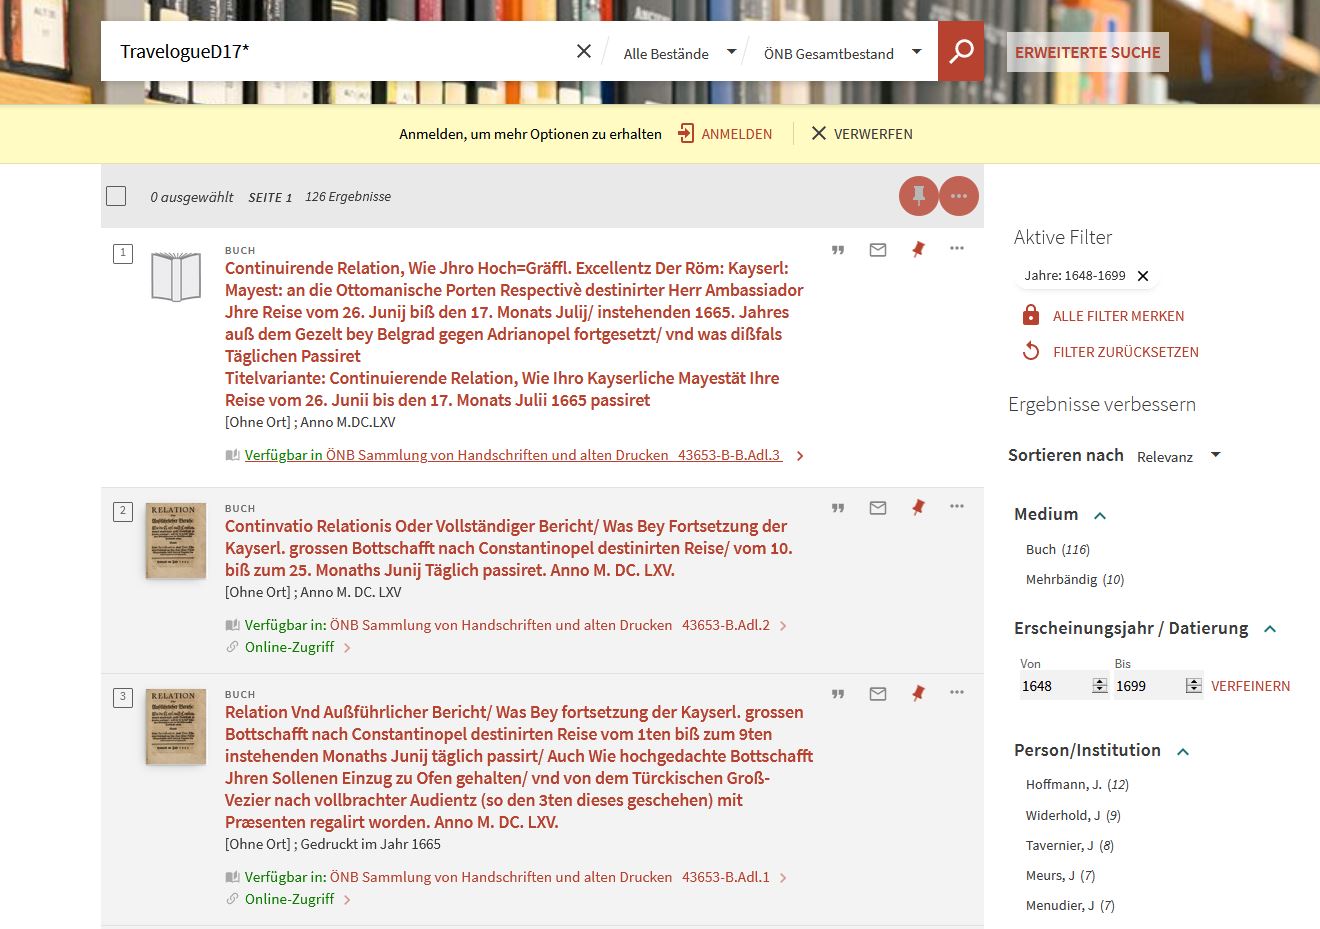 TravelogueD17*
Alle Bestände
ÖNB Gesamtbestand
ERWEITERTE SUCHE
Anmelden, um mehr Optionen zu erhalten
ANMELDEN
VERWERFEN
0 ausgewählt SEITE 1 126 Ergebnisse
1
BUCH
Continuirende Relation, Wie Jhro Hoch=Gräffl. Excellentz Der Röm: Kayserl:
Mayest: an die Ottomanische Porten Respectivè destinirter Herr Ambassiador
Jhre Reise vom 26. Junij biß den 17. Monats Julij/ instehenden 1665. Jahres
auß dem Gezelt bey Belgrad gegen Adrianopel fortgesetzt/ vnd was dißfals
Täglichen Passiret
Titelvariante: Continuierende Relation, Wie Ihro Kayserliche Mayestät Ihre
Reise vom 26. Junii bis den 17. Monats Julii 1665 passiret
[Ohne Ort] ; Anno M.DC.LXV
Verfügbar in ÖNB Sammlung von Handschriften und alten Drucken 43653-B-B.Adl.3
2
RELATION
BUCH
Continvatio Relationis Oder Vollständiger Bericht/ Was Bey Fortsetzung der
Kayserl. grossen Bottschafft nach Constantinopel destinirten Reise/ vom 10.
biß zum 25. Monaths Junij Täglich passiret. Anno M. DC. LXV.
[Ohne Ort] ; Anno M. DC. LXV
Verfügbar in: ÖNB Sammlung von Handschriften und alten Drucken 43653-B.Adl.2
Online-Zugriff
3
RELATION
BUCH
Relation Vnd Außführlicher Bericht/ Was Bey fortsetzung der Kayserl. grossen
Bottschafft nach Constantinopel destinirten Reise vom 1ten biß zum 9ten
instehenden Monaths Junij täglich passirt/ Auch Wie hochgedachte Bottschafft
Jhren Sollenen Einzug zu Ofen gehalten/ vnd von dem Türckischen Groß-
Vezier nach vollbrachter Audientz (so den 3ten dieses geschehen) mit
Præsenten regalirt worden. Anno M. DC. LXV.
[Ohne Ort] ; Gedruckt im Jahr 1665
Verfügbar in: ÖNB Sammlung von Handschriften und alten Drucken 43653-B.Adl.1
Online-Zugriff
Aktive Filter
Jahre: 1648-1699
ALLE FILTER MERKEN
FILTER ZURÜCKSETZEN
Ergebnisse verbessern
Sortieren nach Relevanz
Medium
Buch (116)
Mehrbändig (10)
Erscheinungsjahr / Datierung
Von Bis
1648 1699 VERFEINERN
Person/Institution
Hoffmann, J. (12)
Widerhold, J (9)
Tavernier, J (8)
Meurs, J (7)
Menudier, J (7)